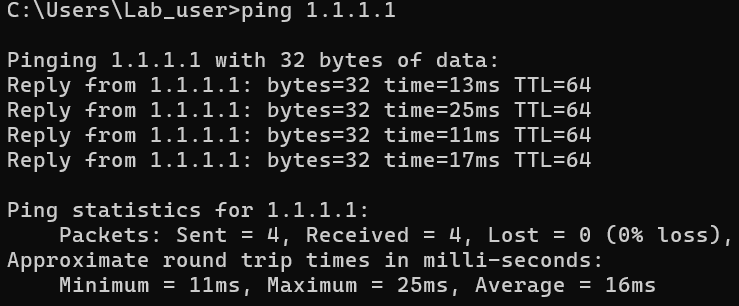 C:\Users\Lab_user>ping 1.1.1.1
Pinging 1.1.1.1 with 32 bytes of data:
Reply from 1.1.1.1: bytes=32 time=13ms TTL=64
Reply from 1.1.1.1: bytes=32 time=25ms TTL=64
Reply from 1.1.1.1: bytes=32 time=11ms TTL=64
Reply from 1.1.1.1: bytes=32 time=17ms TTL=64
Ping statistics for 1.1.1.1:
    Packets: Sent = 4, Received = 4, Lost = 0 (0% loss),
Approximate round trip times in milli-seconds:
    Minimum = 11ms, Maximum = 25ms, Average = 16ms